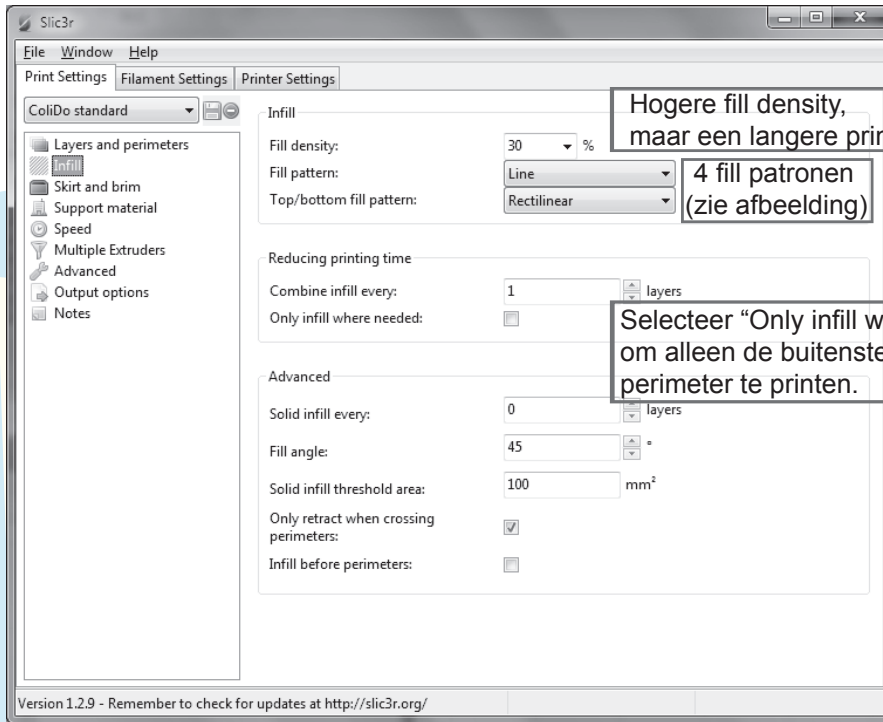 Slic3r
File Window Help
Print Settings Filament Settings Printer Settings
ColiDo standard
Layers and perimeters
Infill
Skirt and brim
Support material
Speed
Multiple Extruders
Advanced
Output options
Notes
Infill
Fill density: 30 %
Fill pattern: Line
Top/bottom fill pattern: Rectilinear
Hogere fill density,
maar een langere
4 fill patronen
(zie afbeelding)
Reducing printing time
Combine infill every: 1 layers
Only infill where needed:
Selecteer “Only infill
om alleen de buitenste
perimeter te printen.
Advanced
Solid infill every: 0 layers
Fill angle: 45 °
Solid infill threshold area: 100 mm²
Only retract when crossing
perimeters:
Infill before perimeters:
Version 1.2.9 - Remember to check for updates at http://slic3r.org/